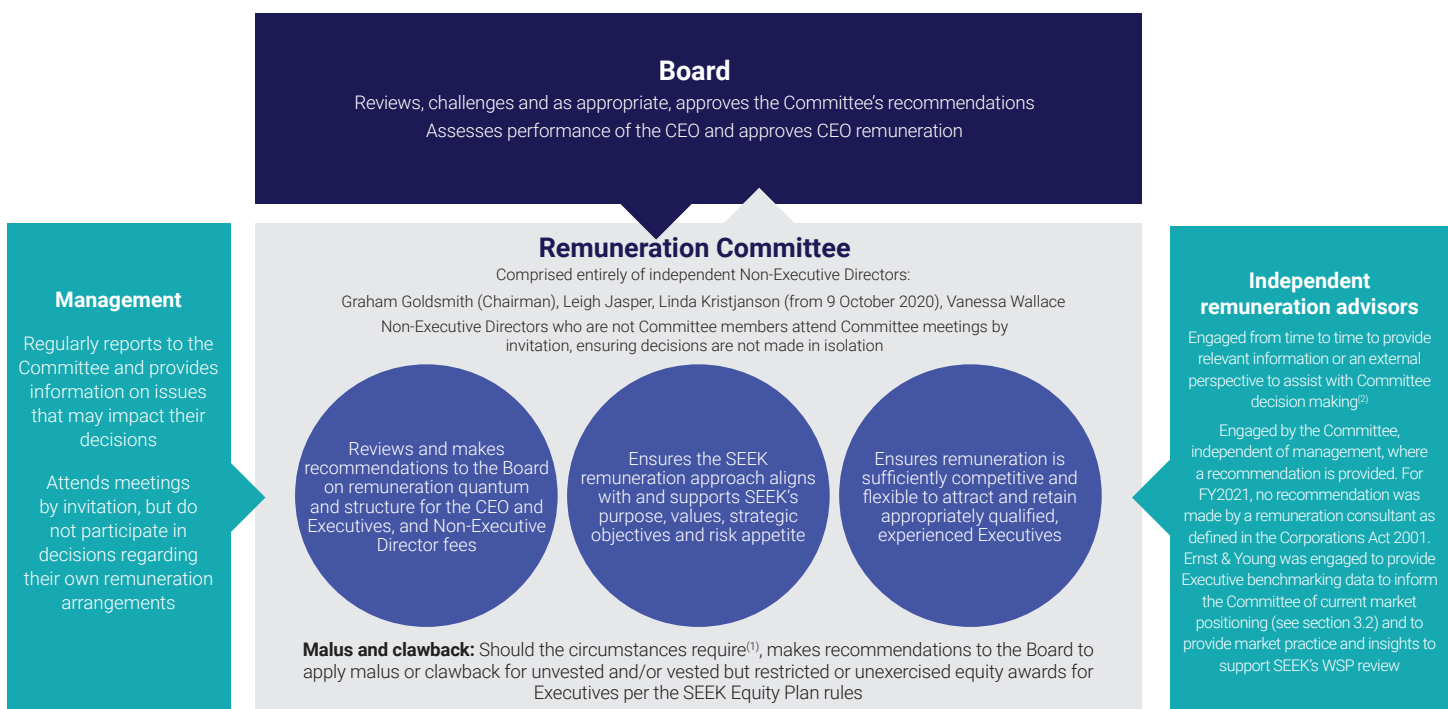 Board
Reviews, challenges and as appropriate, approves the Committee's recommendations
Assesses performance of the CEO and approves CEO remuneration
Management
Regularly reports to the
Committee and provides
information on issues
that may impact their
decisions
Attends meetings
by invitation, but do
not participate in
decisions regarding
their own remuneration
arrangements
Remuneration Committee
Comprised entirely of independent Non-Executive Directors:
Graham Goldsmith (Chairman), Leigh Jasper, Linda Kristjanson (from 9 October 2020), Vanessa Wallace
Non-Executive Directors who are not Committee members attend Committee meetings by
invitation, ensuring decisions are not made in isolation
Reviews and makes
recommendations to the Board
on remuneration quantum
and structure for the CEO and
Executives, and Non-Executive
Director fees
Ensures the SEEK
remuneration approach aligns
with and supports SEEK's
purpose, values, strategic
objectives and risk appetite
Ensures remuneration is
sufficiently competitive and
flexible to attract and retain
appropriately qualified,
experienced Executives
Malus and clawback: Should the circumstances require(1), makes recommendations to the Board to
apply malus or clawback for unvested and/or vested but restricted or unexercised equity awards for
Executives per the SEEK Equity Plan rules
Independent
remuneration advisors
Engaged from time to time to provide
relevant information or an external
perspective to assist with Committee
decision making(2)
Engaged by the Committee,
independent of management, where
a recommendation is provided. For
FY2021, no recommendation was
made by a remuneration consultant as
defined in the Corporations Act 2001.
Ernst & Young was engaged to provide
Executive benchmarking data to inform
the Committee of current market
positioning (see section 3.2) and to
provide market practice and insights to
support SEEK's WSP review